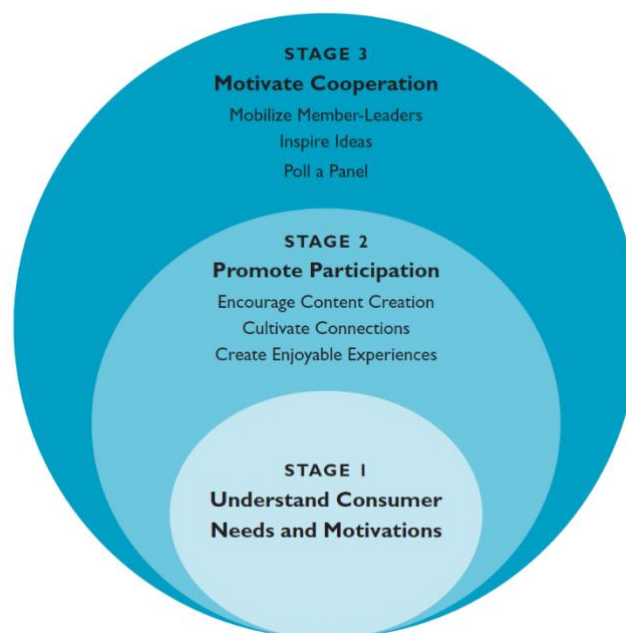 STAGE 3
Motivate Cooperation
Mobilize Member-Leaders
Inspire Ideas
Poll a Panel
STAGE 2
Promote Participation
Encourage Content Creation
Cultivate Connections
Create Enjoyable Experiences
STAGE 1
Understand Consumer
Needs and Motivations